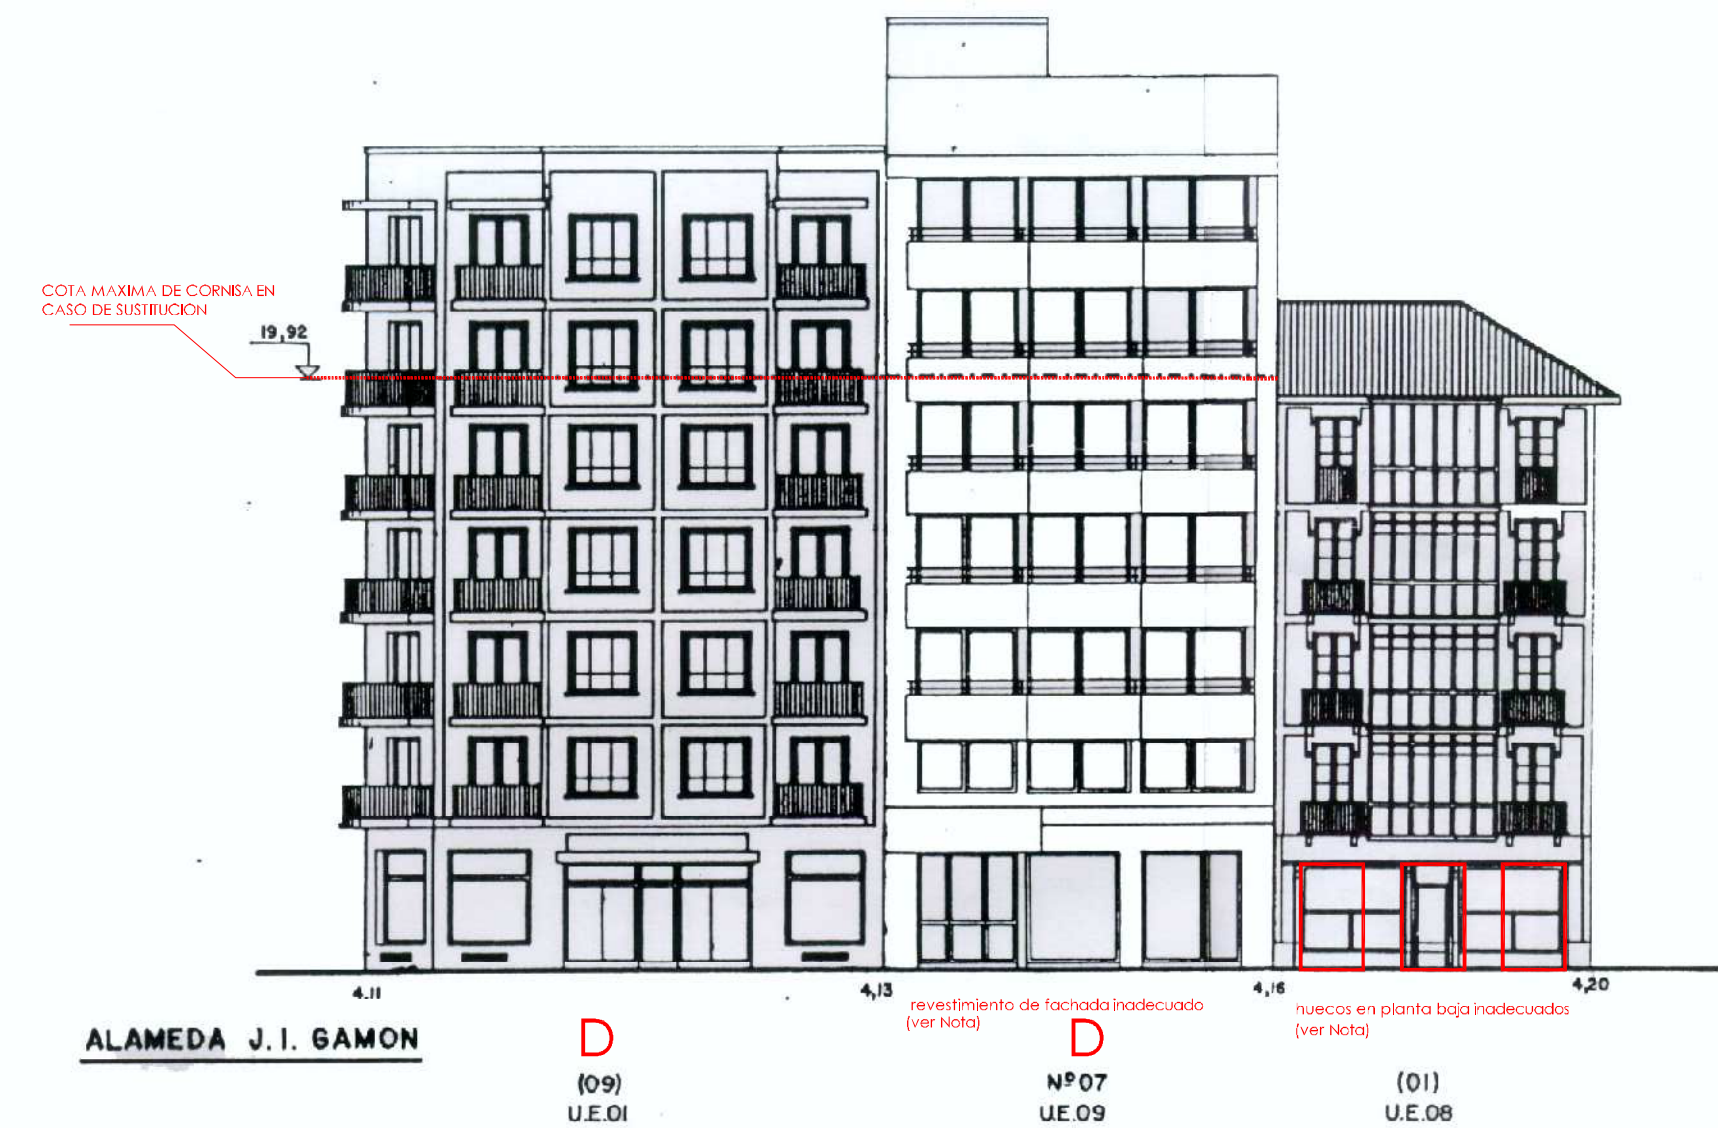 COTA MAXIMA DE CORNISA EN
CASO DE SUSTITUCION
19,92
4.11
4,13
4,16
4,20
revestimiento de fachada inadecuado
(ver Nota)
huecos en planta baja inadecuados
(ver Nota)
ALAMEDA J. I. GAMON
D
D
(09)
Nº 07
(01)
U.E.01
U.E.09
U.E.08